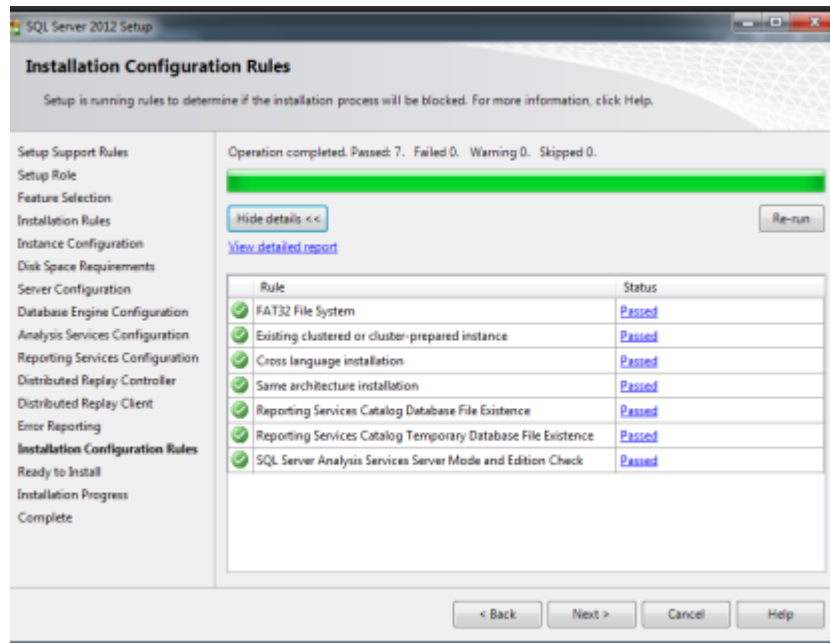 SQL Server 2012 Setup
Installation Configuration Rules
Setup is running rules to determine if the installation process will be blocked. For more information, click Help.
Setup Support Rules
Setup Role
Feature Selection
Installation Rules
Instance Configuration
Disk Space Requirements
Server Configuration
Database Engine Configuration
Analysis Services Configuration
Reporting Services Configuration
Distributed Replay Controller
Distributed Replay Client
Error Reporting
Installation Configuration Rules
Ready to Install
Installation Progress
Complete
Operation completed. Passed: 7. Failed 0. Warning 0. Skipped 0.
Hide details << Re-run
View detailed report
Rule Status
FAT32 File System Passed
Existing clustered or cluster-prepared instance Passed
Cross language installation Passed
Same architecture installation Passed
Reporting Services Catalog Database File Existence Passed
Reporting Services Catalog Temporary Database File Existence Passed
SQL Server Analysis Services Server Mode and Edition Check Passed
< Back Next > Cancel Help